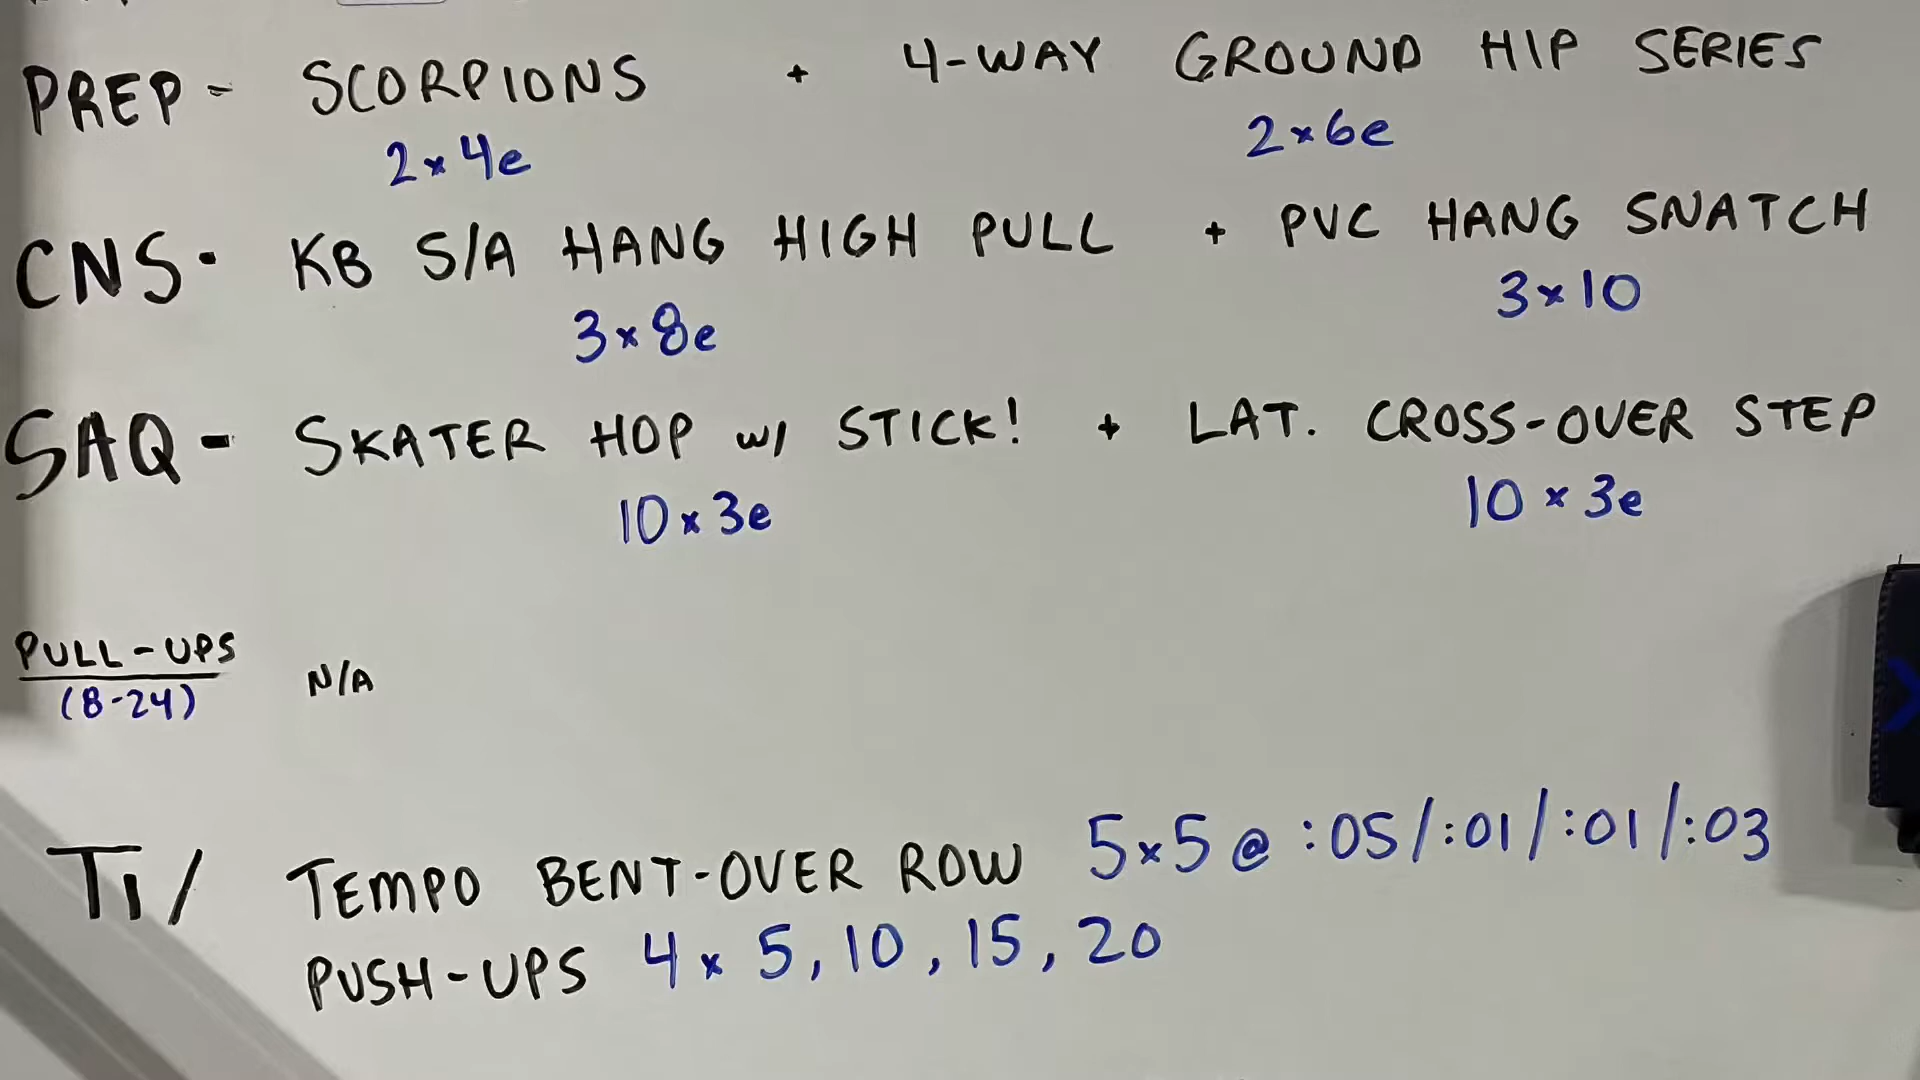 PREP - SCORPIONS + 4-WAY GROUND HIP SERIES
2x4e 2x6e
CNS - KB S/A HANG HIGH PULL + PVC HANG SNATCH
3x8e 3x10
SAQ - SKATER HOP w/ STICK! + LAT. CROSS-OVER STEP
10x3e 10x3e
PULL-UPS
(8-24) N/A
T1/ TEMPO BENT-OVER ROW 5x5 @ :05/:01/:01/:03
PUSH-UPS 4x 5, 10, 15, 20